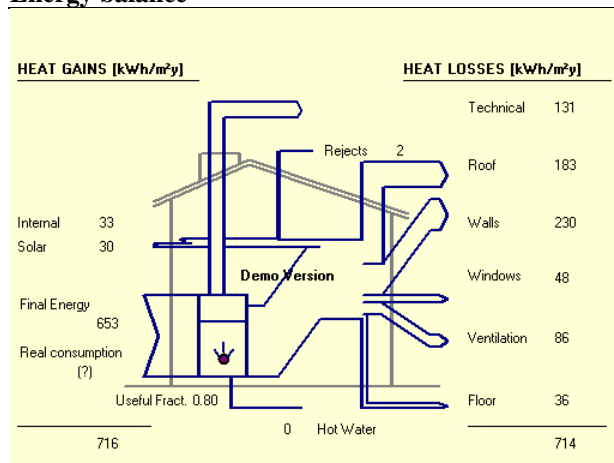 Energy balance
HEAT GAINS [kWh/m²y] HEAT LOSSES [kWh/m²y]
Technical 131
Rejects 2
Roof 183
Internal 33
Walls 230
Solar 30
Demo Version
Windows 48
Final Energy
653
Ventilation 86
Real consumption
(?)
Useful Fract. 0.80
Floor 36
0 Hot Water
716 714